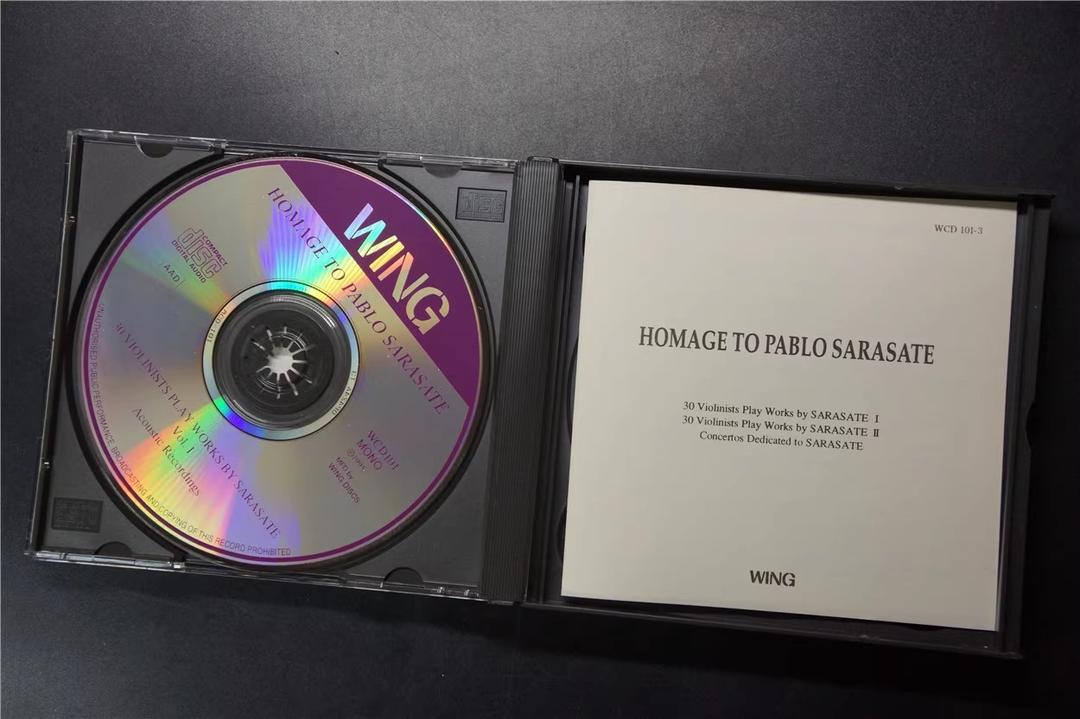 WING
HOMAGE TO PABLO SARASATE
COMPACT
disc
DIGITAL AUDIO
AAD
30 VIOLINISTS PLAY WORKS BY SARASATE
Vol. I
Acoustic Recordings
WCD101
MONO
MF'D by
WING DISCS
UNAUTHORISED PUBLIC PERFORMANCE, BROADCASTING AND COPYING OF THIS RECORD PROHIBITED
WCD 101-3
HOMAGE TO PABLO SARASATE
30 Violinists Play Works by SARASATE I
30 Violinists Play Works by SARASATE II
Concertos Dedicated to SARASATE
WING